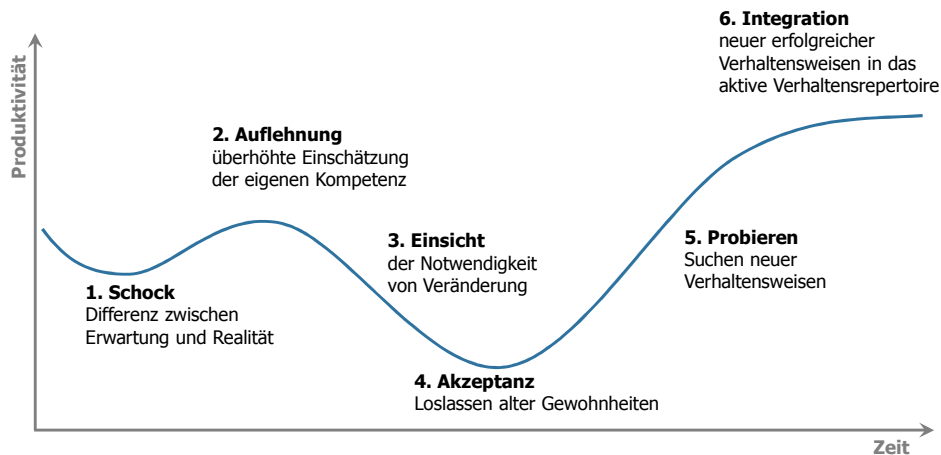 Produktivität
1. Schock
Differenz zwischen
Erwartung und Realität
2. Auflehnung
überhöhte Einschätzung
der eigenen Kompetenz
3. Einsicht
der Notwendigkeit
von Veränderung
4. Akzeptanz
Loslassen alter Gewohnheiten
5. Probieren
Suchen neuer
Verhaltensweisen
6. Integration
neuer erfolgreicher
Verhaltensweisen in das
aktive Verhaltensrepertoire
Zeit